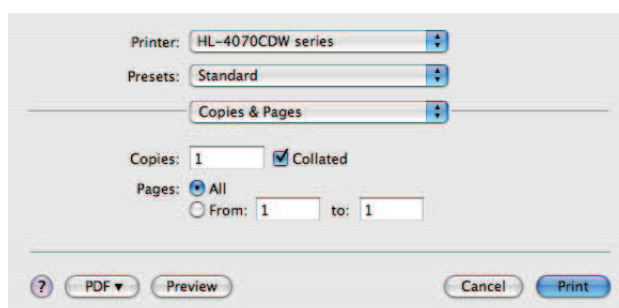 Printer: HL-4070CDW series
Presets: Standard
Copies & Pages
Copies: 1 Collated
Pages: All
From: 1 to: 1
? PDF▼ Preview Cancel Print